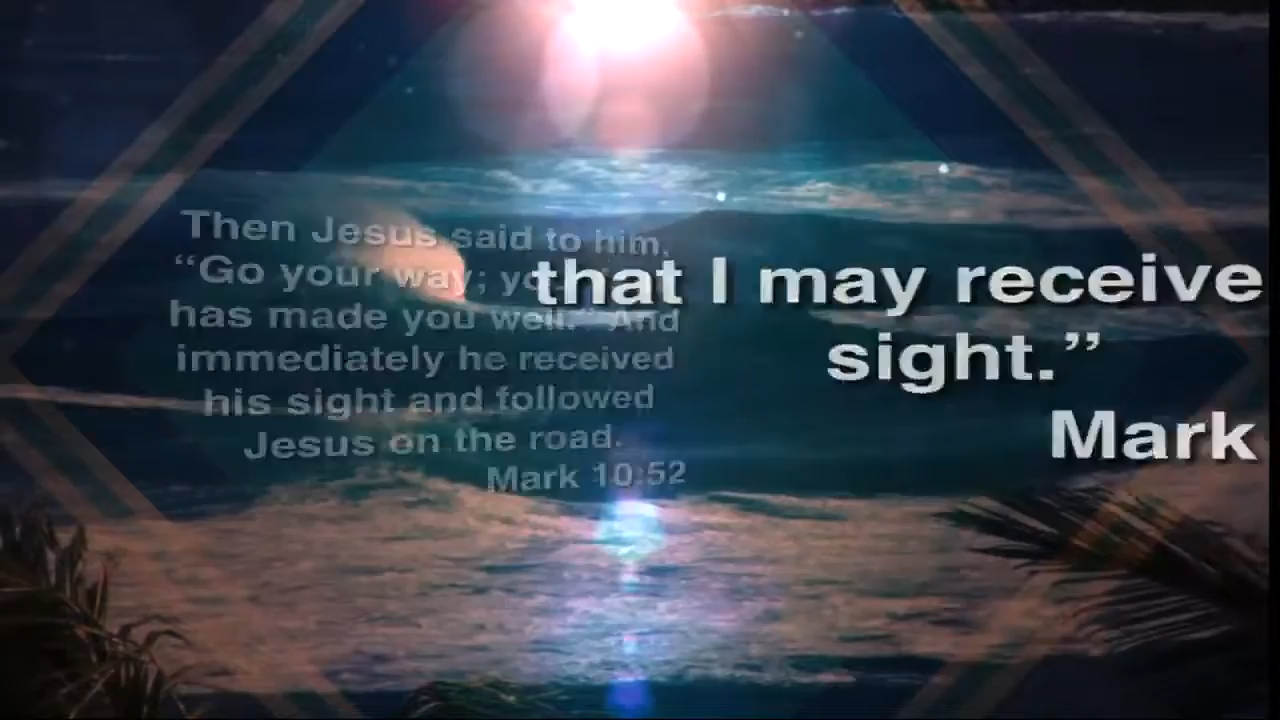 Then Jesus said to him,
“Go your way;
has made you well.” And
immediately he received
his sight and followed
Jesus on the road.
Mark 10:52
that I may receive
sight.”
Mark